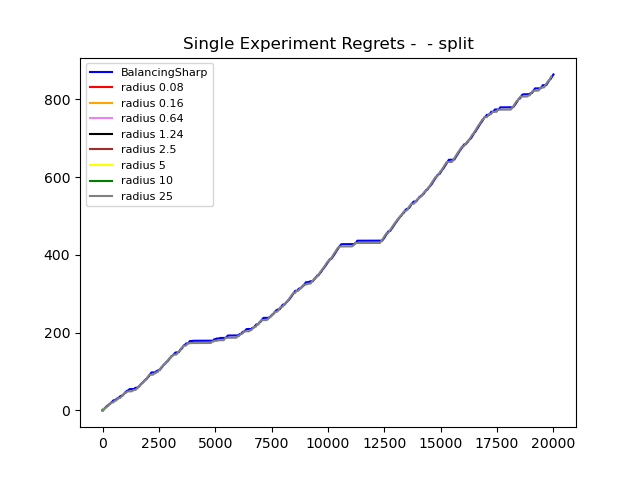 Single Experiment Regrets -  - split
BalancingSharp
radius 0.08
radius 0.16
radius 0.64
radius 1.24
radius 2.5
radius 5
radius 10
radius 25
800
600
400
200
0
0 2500 5000 7500 10000 12500 15000 17500 20000